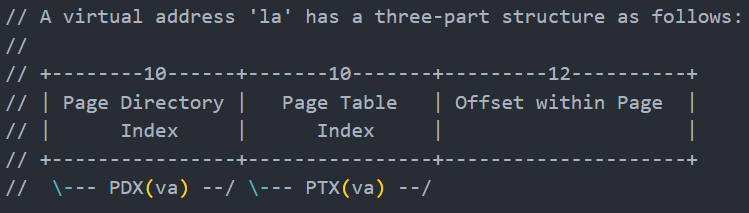 // A virtual address 'la' has a three-part structure as follows:
//
// +--------10------+-------10-------+---------12----------+
// | Page Directory |   Page Table   | Offset within Page  |
// |      Index     |      Index     |                     |
// +----------------+----------------+---------------------+
//  \--- PDX(va) --/ \--- PTX(va) --/